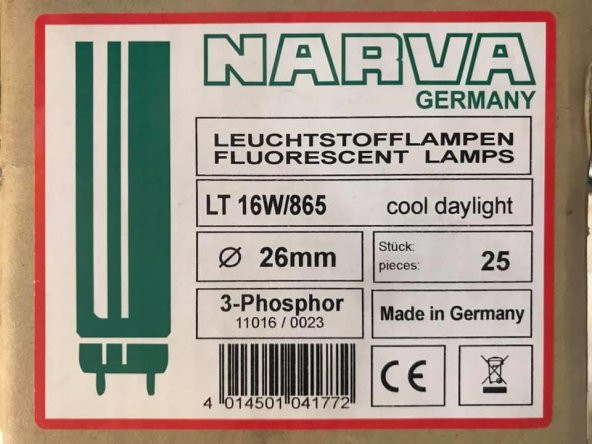 NARVA
GERMANY
LEUCHTSTOFFLAMPEN
FLUORESCENT LAMPS
LT 16W/865 cool daylight
Ø 26mm
Stück:
pieces: 25
3-Phosphor
11016 / 0023
Made in Germany
CE
4 014501 041772